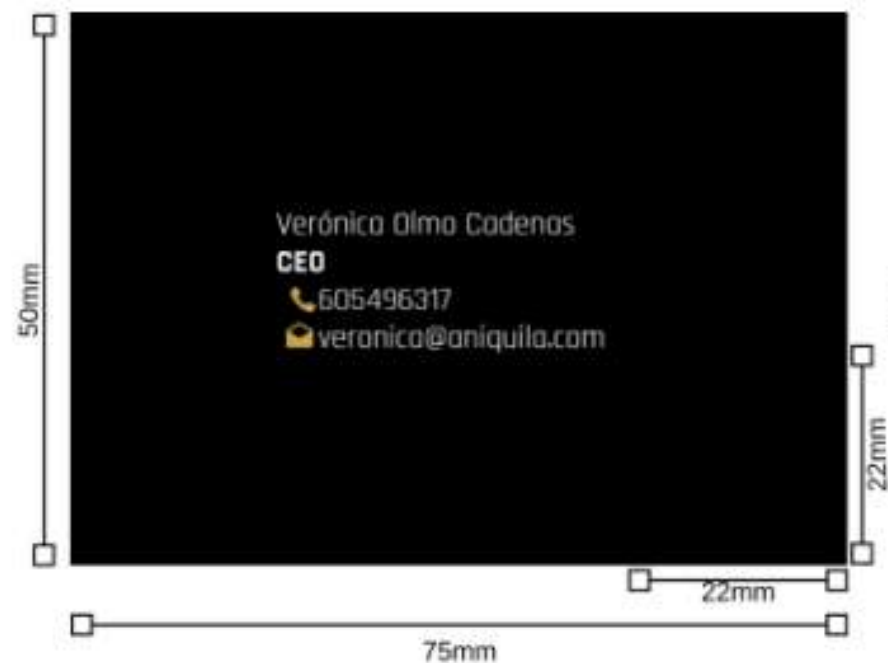 Verónica Olmo Cadenas
CEO
605496317
veronica@aniquila.com
50mm
22mm
22mm
75mm